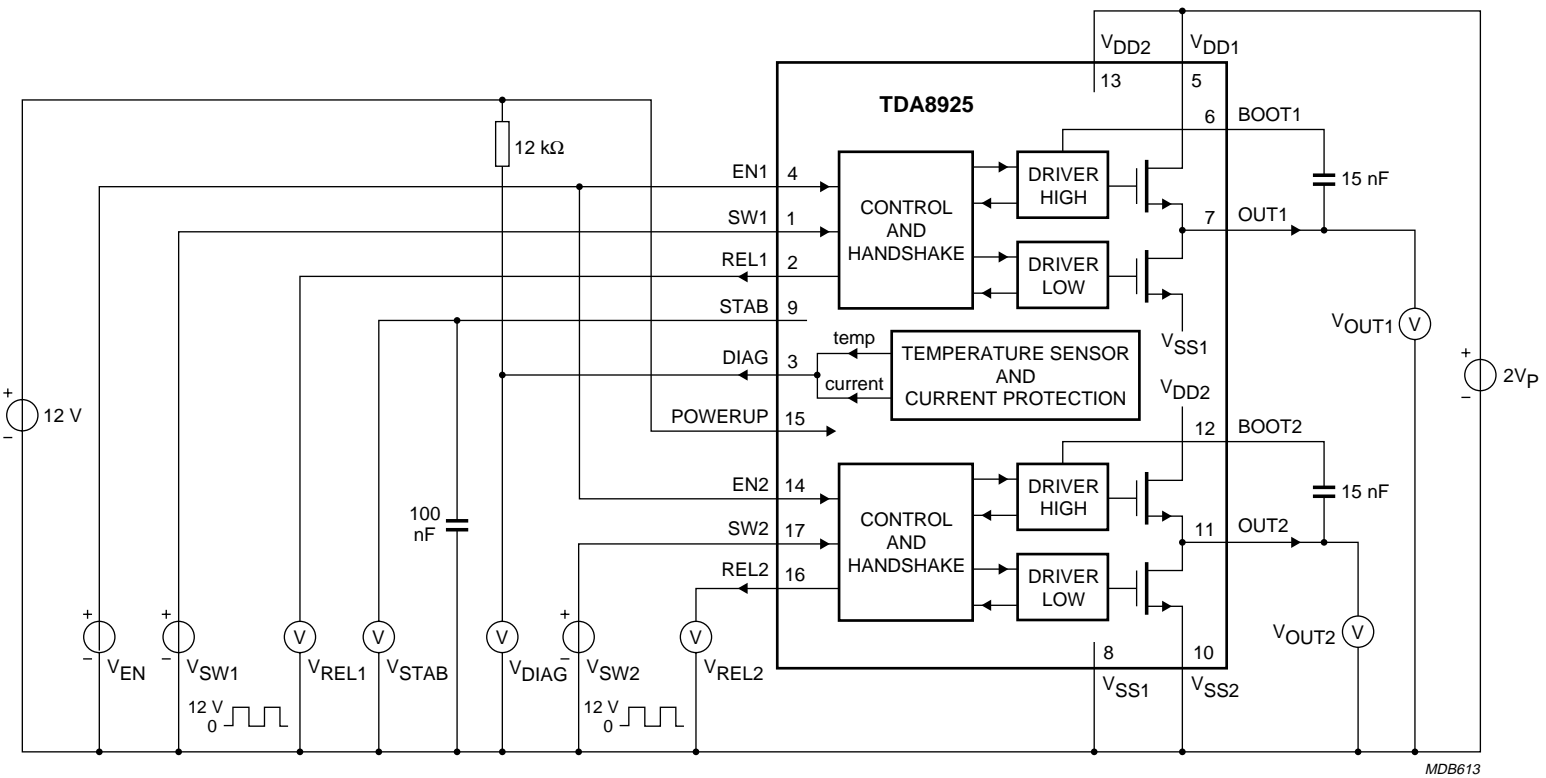 VDD2
VDD1
13
5
TDA8925
6
BOOT1
12 kΩ
15 nF
EN1
4
DRIVER
HIGH
CONTROL
AND
HANDSHAKE
SW1
1
7
OUT1
REL1
2
DRIVER
LOW
STAB
9
VOUT1
V
VSS1
temp
TEMPERATURE SENSOR
AND
CURRENT PROTECTION
DIAG
3
current
+
2VP
−
VDD2
+
12 V
−
POWERUP
15
12
BOOT2
EN2
14
DRIVER
HIGH
15 nF
100
nF
CONTROL
AND
HANDSHAKE
SW2
17
11
OUT2
REL2
16
DRIVER
LOW
+
−
VEN
+
−
VSW1
V
VREL1
V
VSTAB
V
VDIAG
+
−
VSW2
V
VREL2
VOUT2
V
8
10
VSS1
VSS2
12 V
0
12 V
0
MDB613